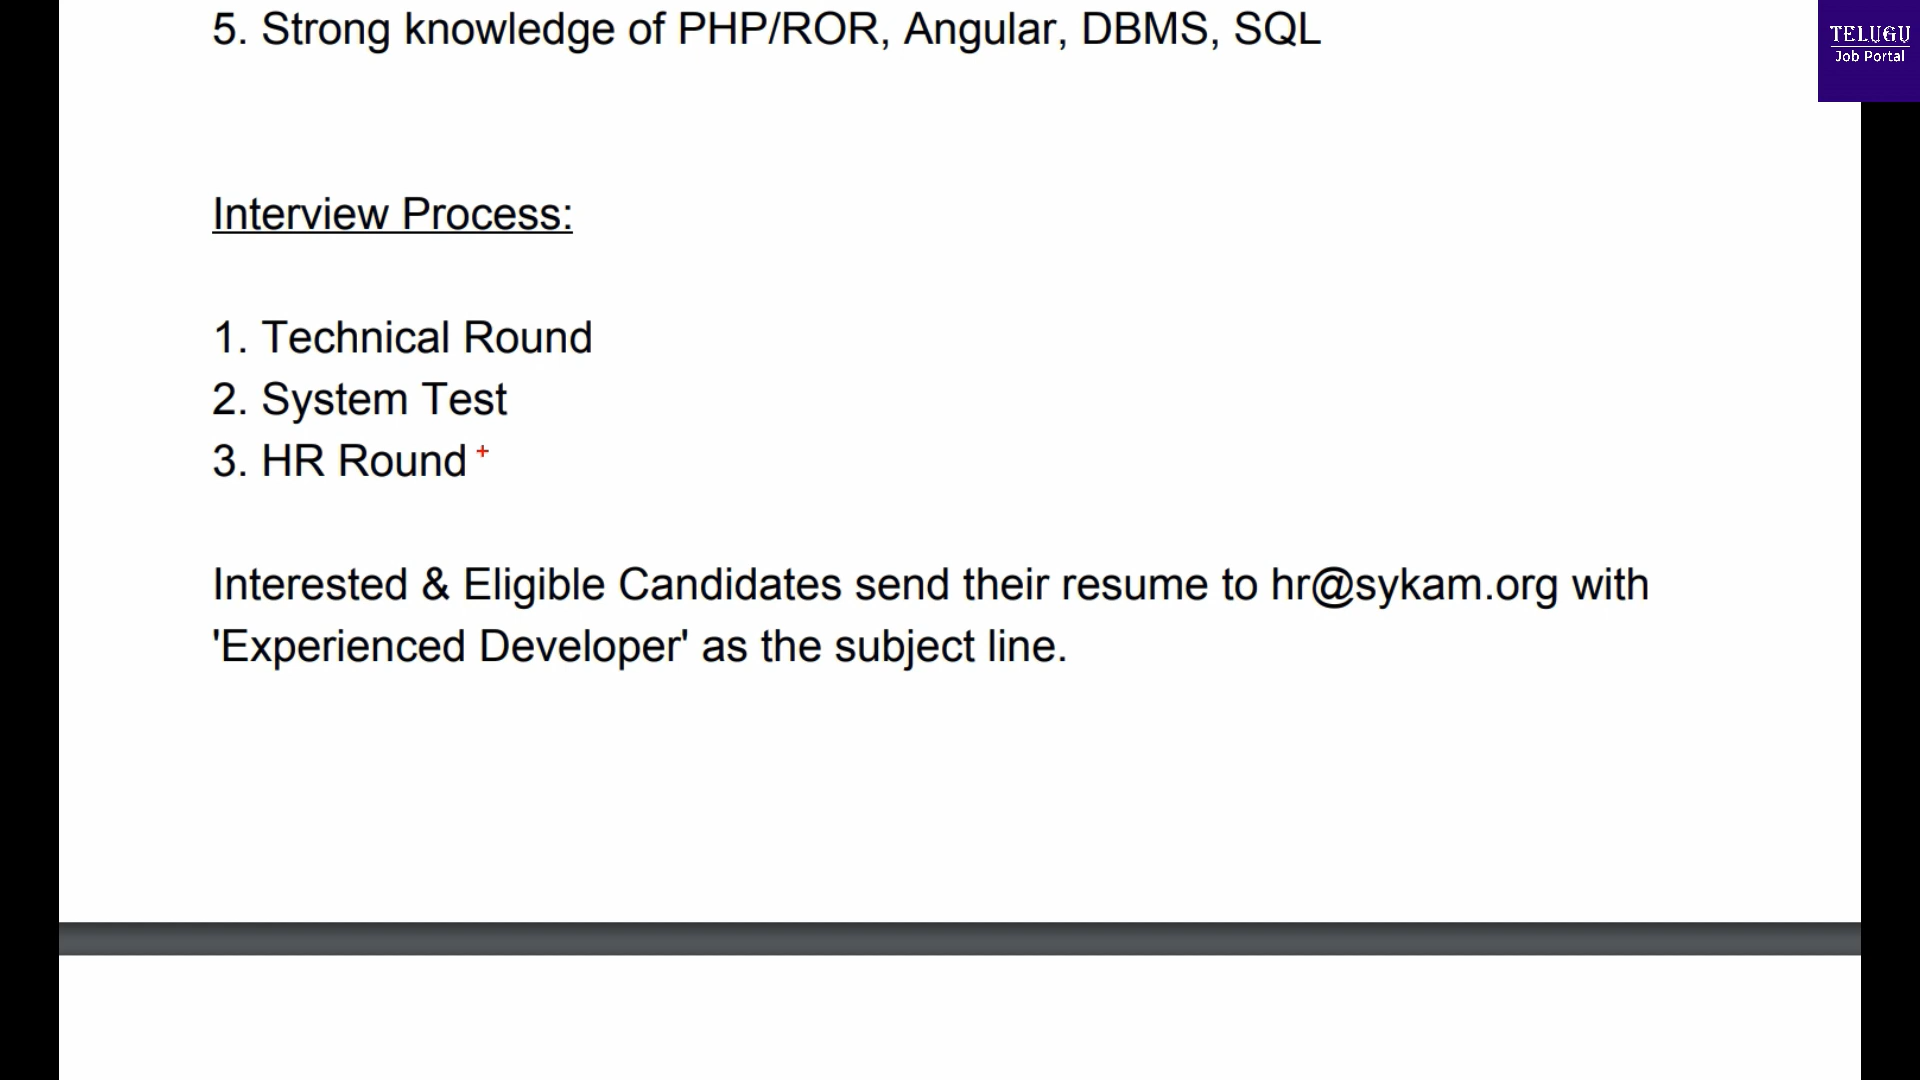 5. Strong knowledge of PHP/ROR, Angular, DBMS, SQL
TELUGU
Job Portal
Interview Process:
1. Technical Round
2. System Test
3. HR Round
Interested & Eligible Candidates send their resume to hr@sykam.org with
'Experienced Developer' as the subject line.